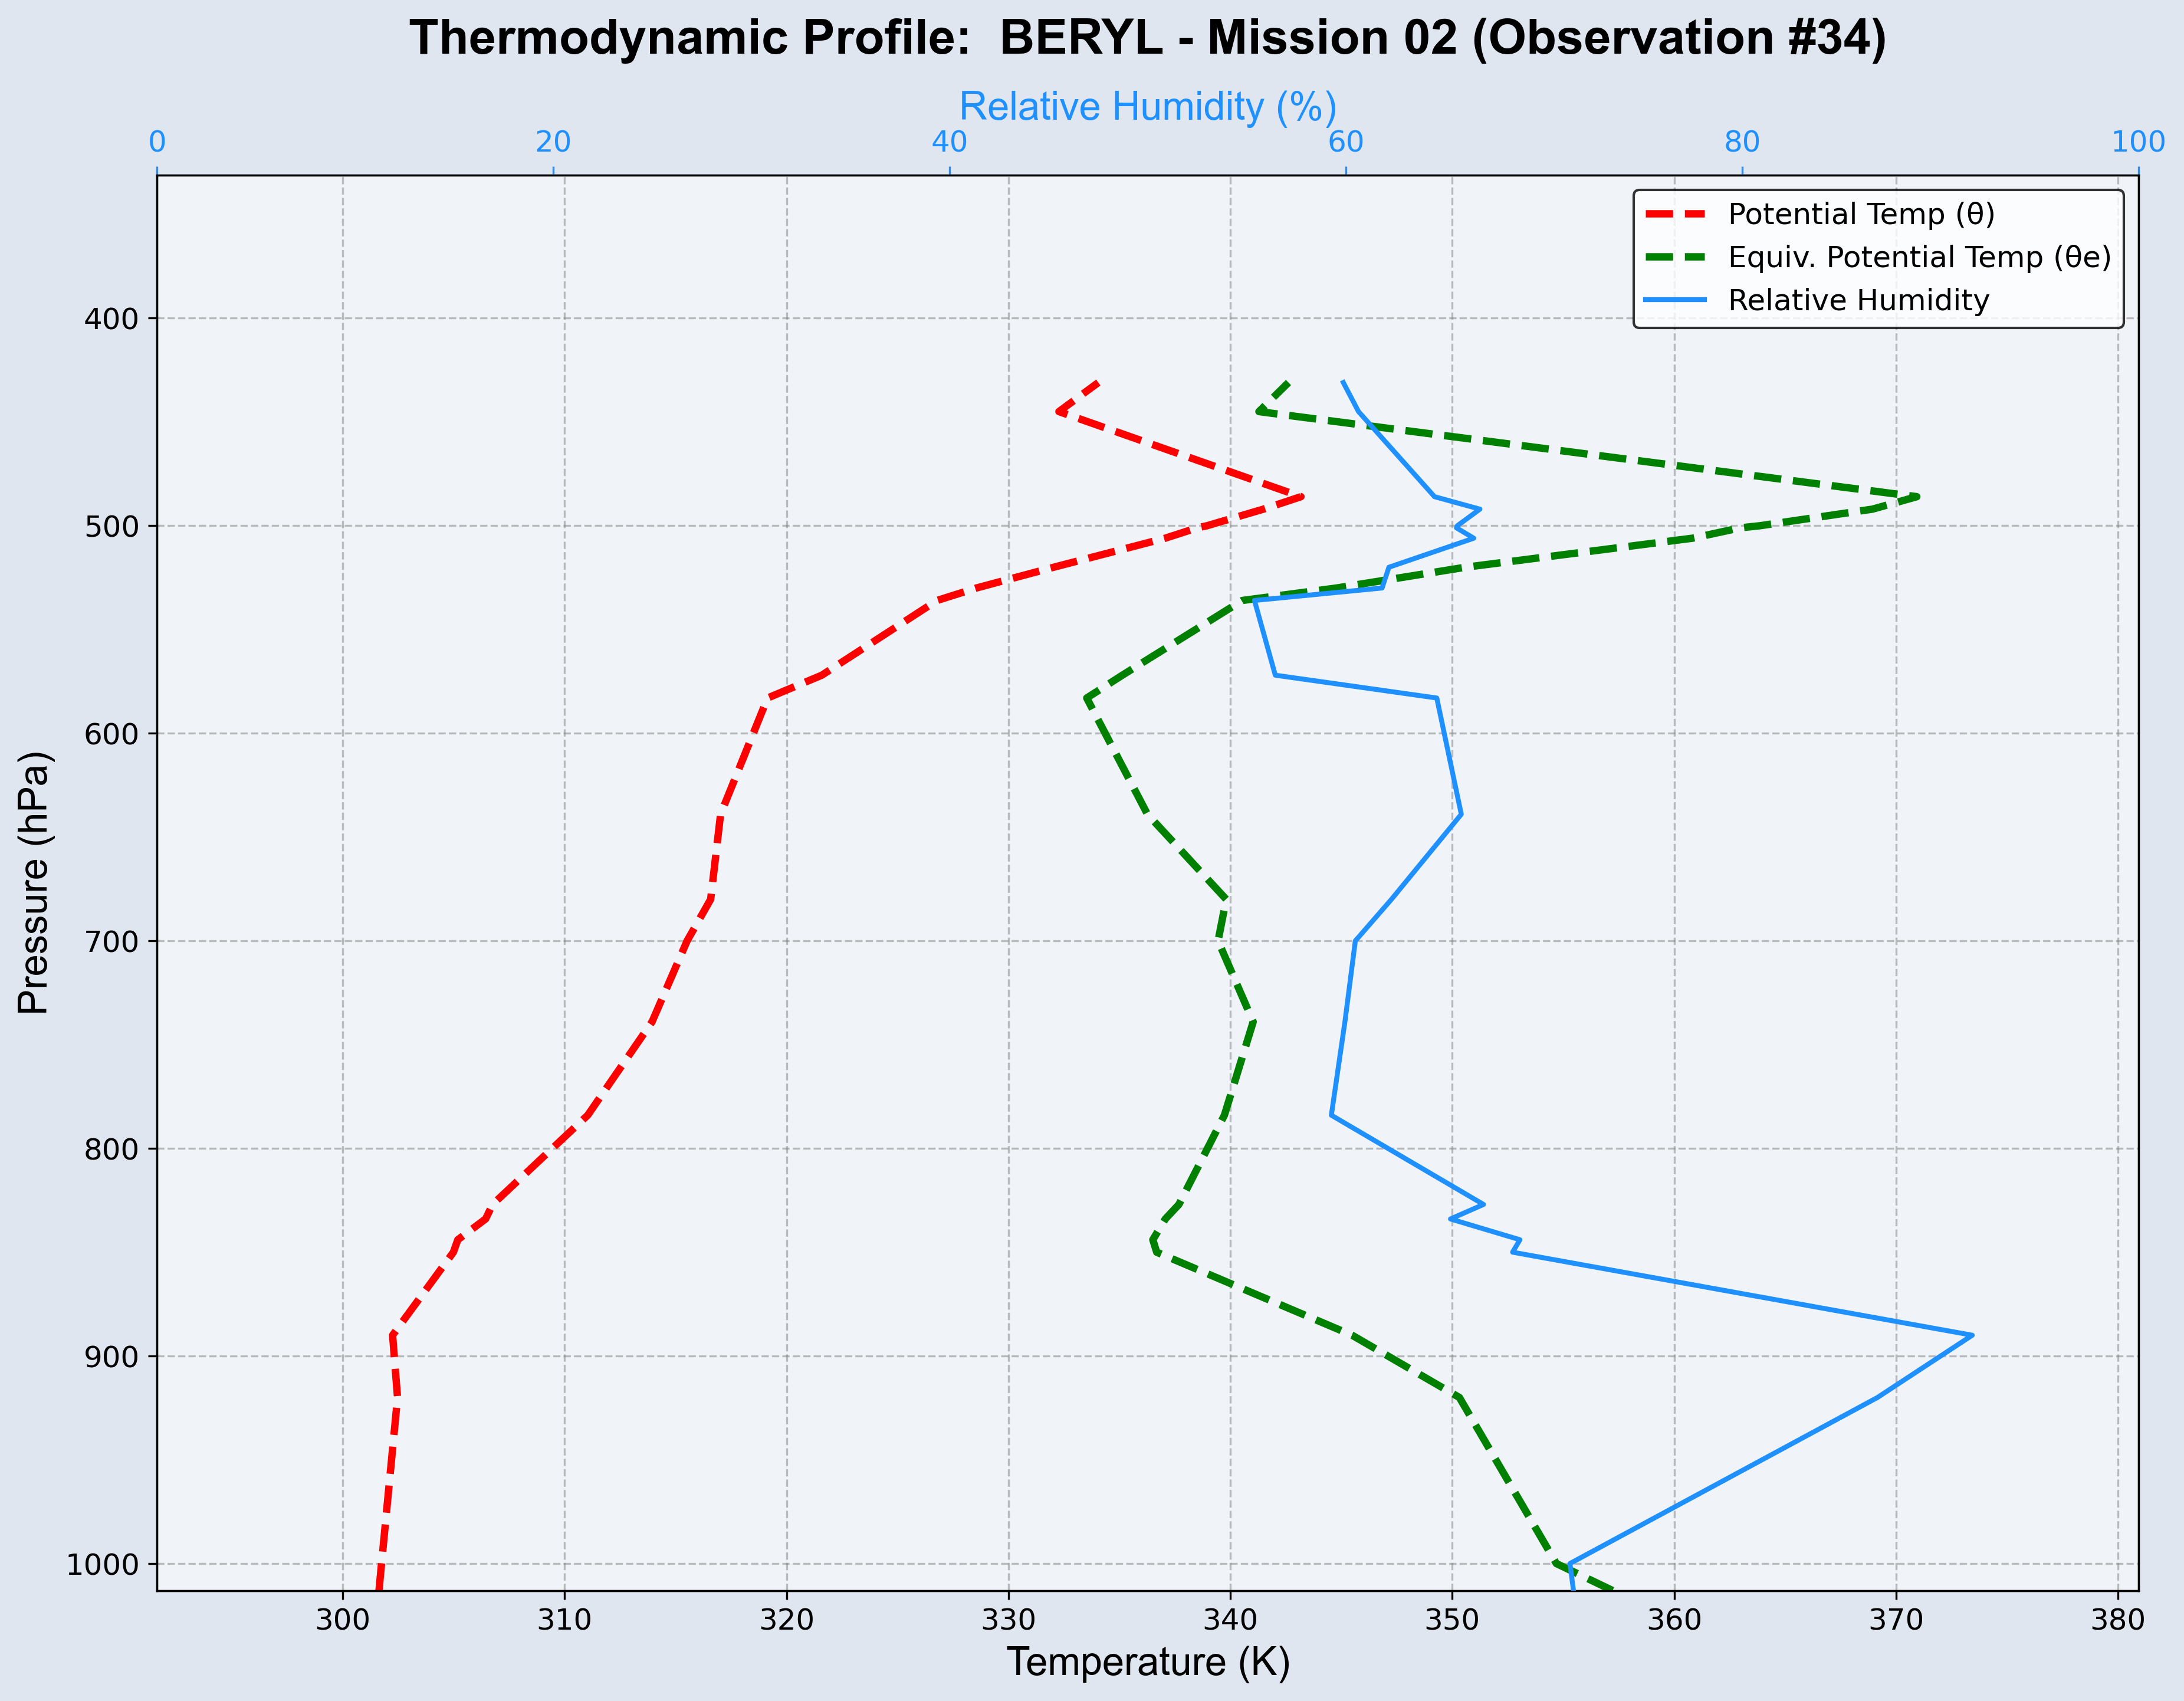 Thermodynamic Profile:  BERYL - Mission 02 (Observation #34)
Relative Humidity (%)
0 20 40 60 80 100
Potential Temp (θ)
Equiv. Potential Temp (θe)
Relative Humidity
Pressure (hPa)
400
500
600
700
800
900
1000
300 310 320 330 340 350 360 370 380
Temperature (K)